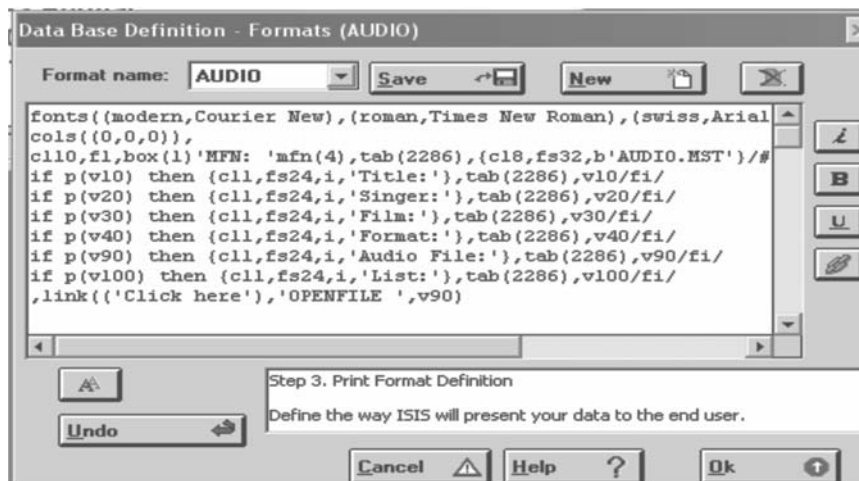 Data Base Definition - Formats (AUDIO)
Format name: AUDIO Save New
fonts((modern,Courier New),(roman,Times New Roman),(swiss,Arial
cols((0,0,0)),
cl10,fl,box(1)'MFN: 'mfn(4),tab(2286),{cl8,fs32,b'AUDIO.MST'}/#
if p(v10) then {cl1,fs24,i,'Title:'},tab(2286),v10/fi/
if p(v20) then {cl1,fs24,i,'Singer:'},tab(2286),v20/fi/
if p(v30) then {cl1,fs24,i,'Film:'},tab(2286),v30/fi/
if p(v40) then {cl1,fs24,i,'Format:'},tab(2286),v40/fi/
if p(v90) then {cl1,fs24,i,'Audio File:'},tab(2286),v90/fi/
if p(v100) then {cl1,fs24,i,'List:'},tab(2286),v100/fi/
,link(('Click here'),'OPENFILE ',v90)
i
B
U
Step 3. Print Format Definition
Define the way ISIS will present your data to the end user.
Undo
Cancel Help ? Ok